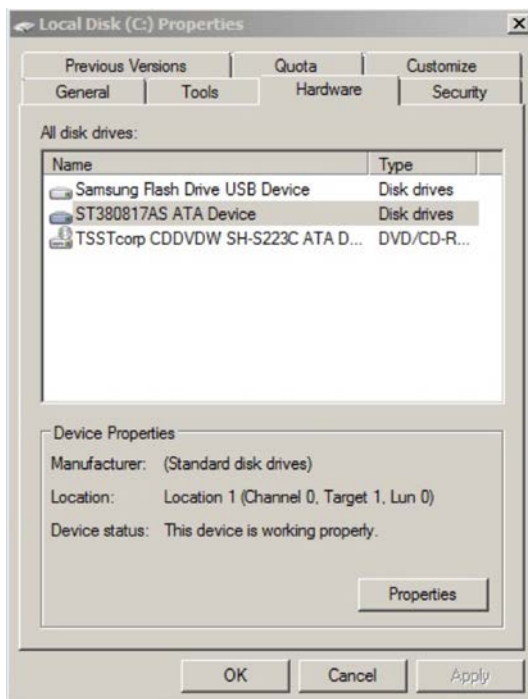 Local Disk (C:) Properties
Previous Versions Quota Customize
General Tools Hardware Security
All disk drives:
Name Type
Samsung Flash Drive USB Device Disk drives
ST380817AS ATA Device Disk drives
TSSTcorp CDDVDW SH-S223C ATA D... DVD/CD-R...
Device Properties
Manufacturer: (Standard disk drives)
Location: Location 1 (Channel 0, Target 1, Lun 0)
Device status: This device is working properly.
Properties
OK Cancel Apply